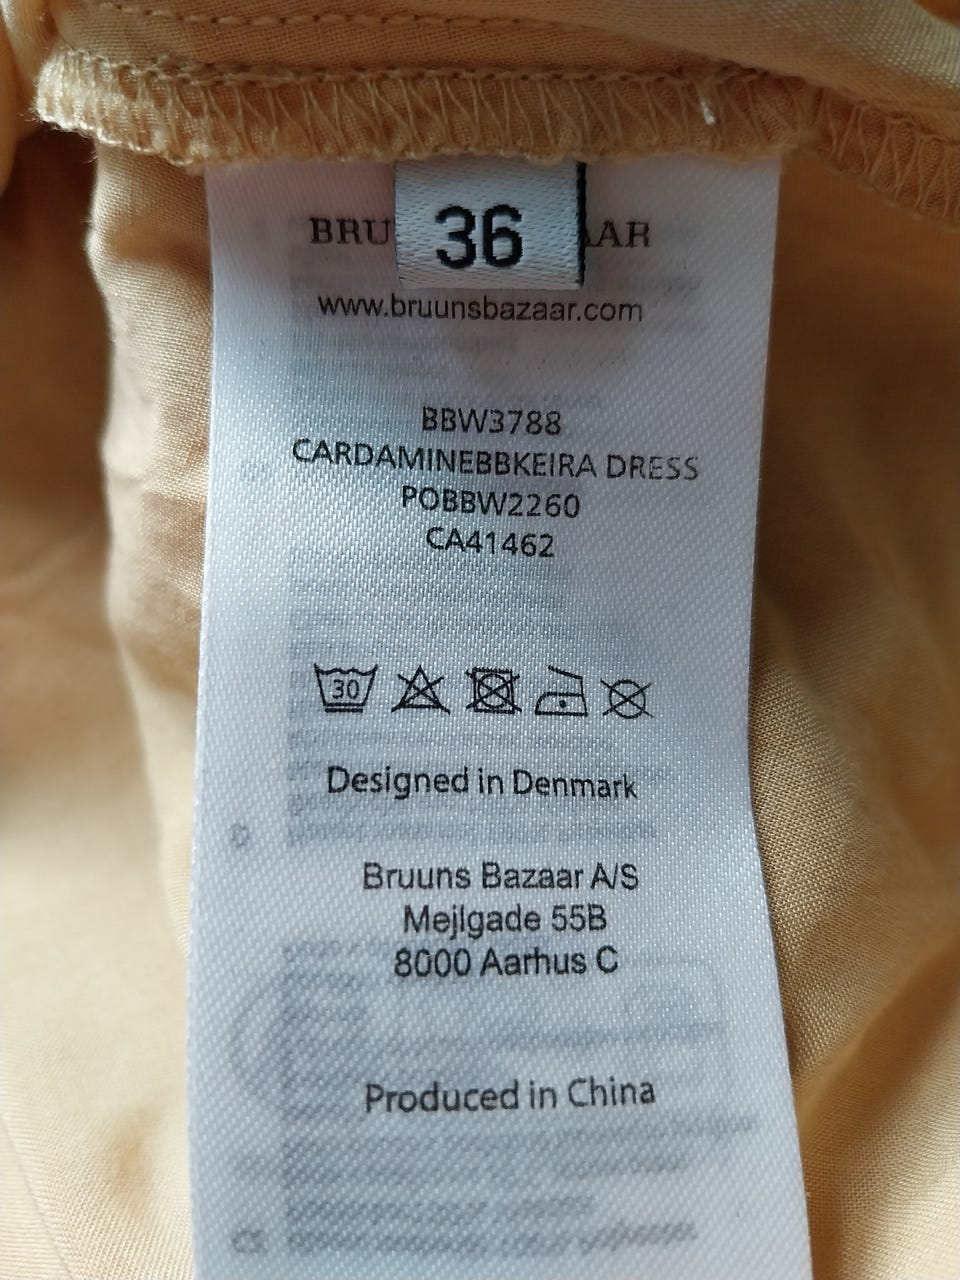 BRU
36
AAR
www.bruunsbazaar.com
BBW3788
CARDAMINEBBKEIRA DRESS
POBBW2260
CA41462
30
Designed in Denmark
Bruuns Bazaar A/S
Mejlgade 55B
8000 Aarhus C
Produced in China